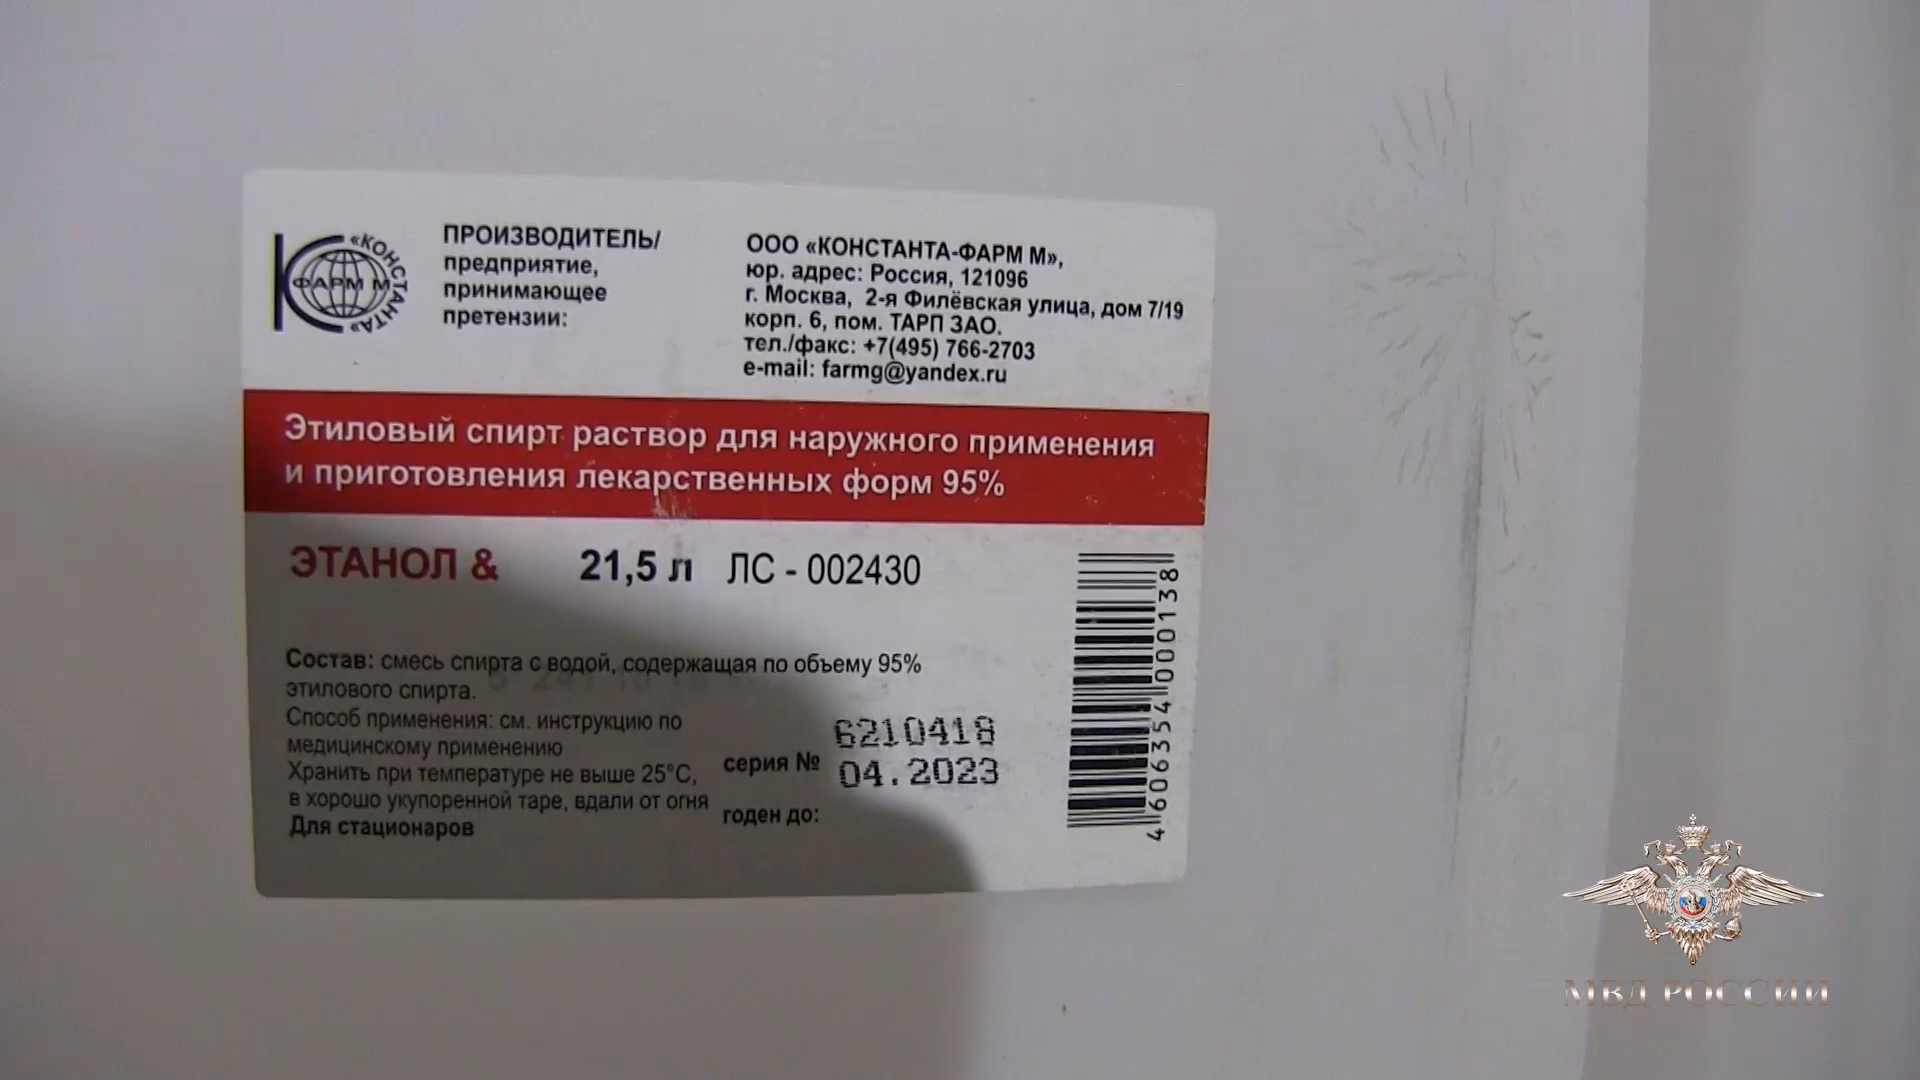 «КОНСТАНТА»
ФАРМ М
ПРОИЗВОДИТЕЛЬ/
предприятие,
принимающее
претензии:
ООО «КОНСТАНТА-ФАРМ М»,
юр. адрес: Россия, 121096
г. Москва, 2-я Филёвская улица, дом 7/19
корп. 6, пом. ТАРП ЗАО.
тел./факс: +7(495) 766-2703
e-mail: farmg@yandex.ru
Этиловый спирт раствор для наружного применения
и приготовления лекарственных форм 95%
ЭТАНОЛ & 21,5 л ЛС - 002430
Состав: смесь спирта с водой, содержащая по объему 95%
этилового спирта.
Способ применения: см. инструкцию по
медицинскому применению
Хранить при температуре не выше 25°С,
в хорошо укупоренной таре, вдали от огня
Для стационаров
серия № 6210418
04.2023
годен до:
4606354000138
МВД РОССИИ